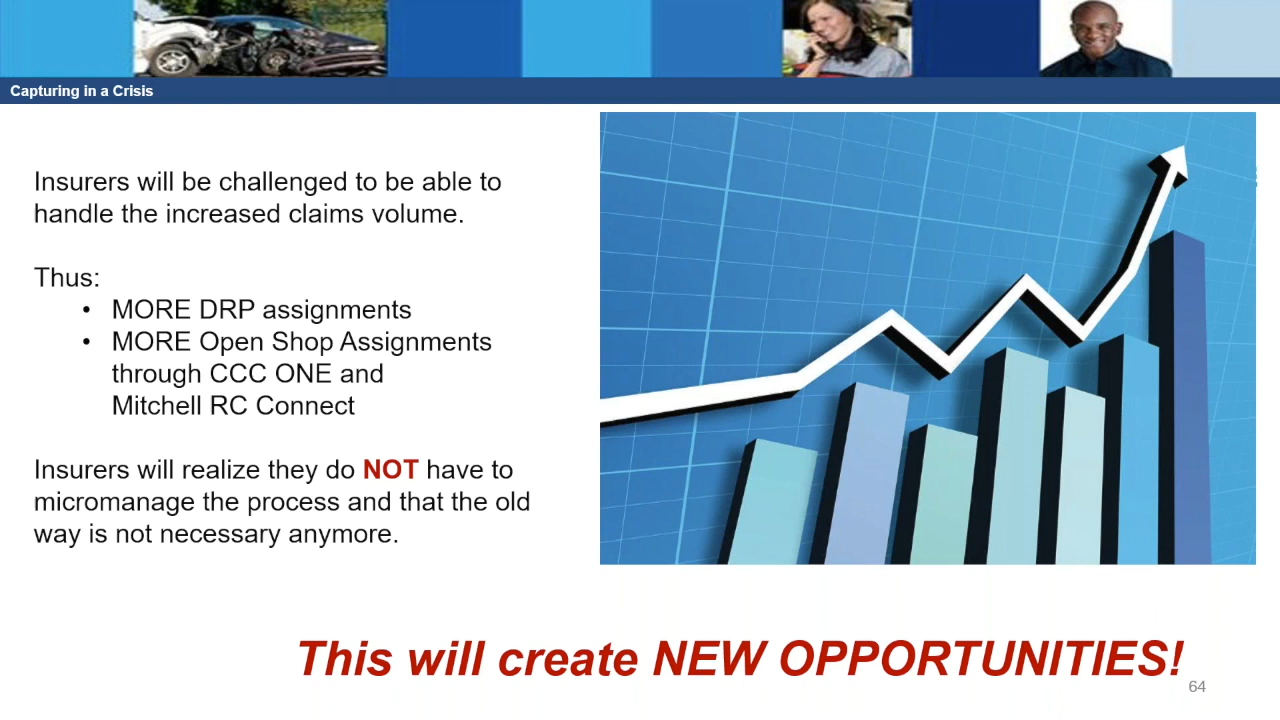 Capturing in a Crisis
Insurers will be challenged to be able to
handle the increased claims volume.
Thus:
• MORE DRP assignments
• MORE Open Shop Assignments
through CCC ONE and
Mitchell RC Connect
Insurers will realize they do NOT have to
micromanage the process and that the old
way is not necessary anymore.
This will create NEW OPPORTUNITIES!
64